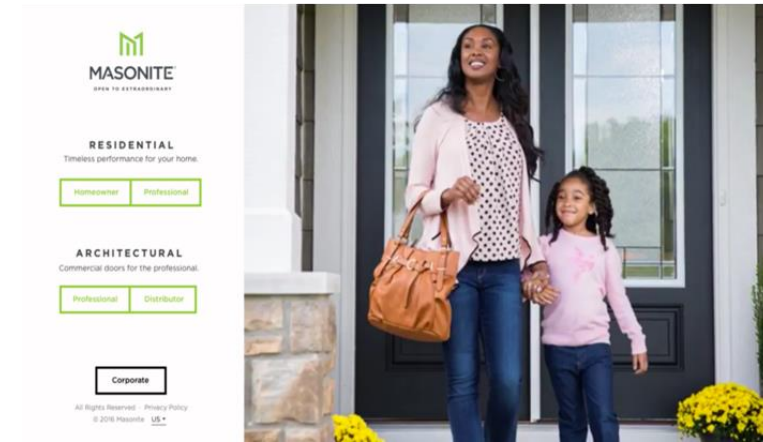 MASONITE
OPEN TO EXTRAORDINARY
RESIDENTIAL
Timeless performance for your home.
Homeowner Professional
ARCHITECTURAL
Commercial doors for the professional.
Professional Distributor
Corporate
All Rights Reserved · Privacy Policy
© 2016 Masonite US